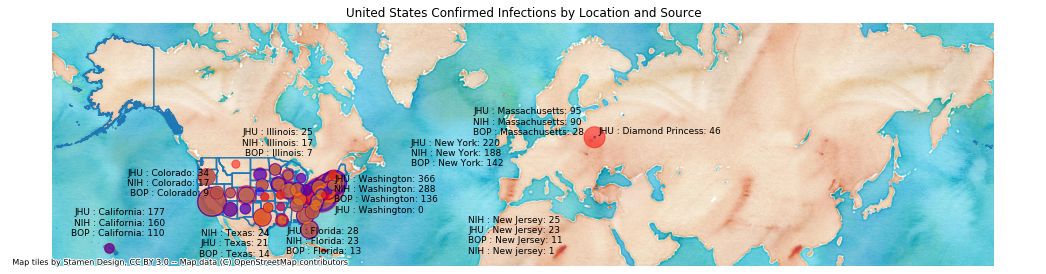 United States Confirmed Infections by Location and Source
JHU : Massachusetts: 95
NIH : Massachusetts: 90
BOP : Massachusetts: 28
JHU : Diamond Princess: 46
JHU : Illinois: 25
NIH : Illinois: 17
BOP : Illinois: 7
JHU : New York: 220
NIH : New York: 188
BOP : New York: 142
JHU : Colorado: 34
NIH : Colorado: 17
BOP : Colorado: 9
JHU : Washington: 366
NIH : Washington: 288
BOP : Washington: 136
JHU : Washington: 0
JHU : California: 177
NIH : California: 160
BOP : California: 110
NIH : Texas: 24
JHU : Texas: 21
BOP : Texas: 14
JHU : Florida: 28
NIH : Florida: 23
BOP : Florida: 13
NIH : New Jersey: 25
JHU : New Jersey: 23
BOP : New Jersey: 11
NIH : New jersey: 1
Map tiles by Stamen Design, CC BY 3.0 -- Map data (C) OpenStreetMap contributors